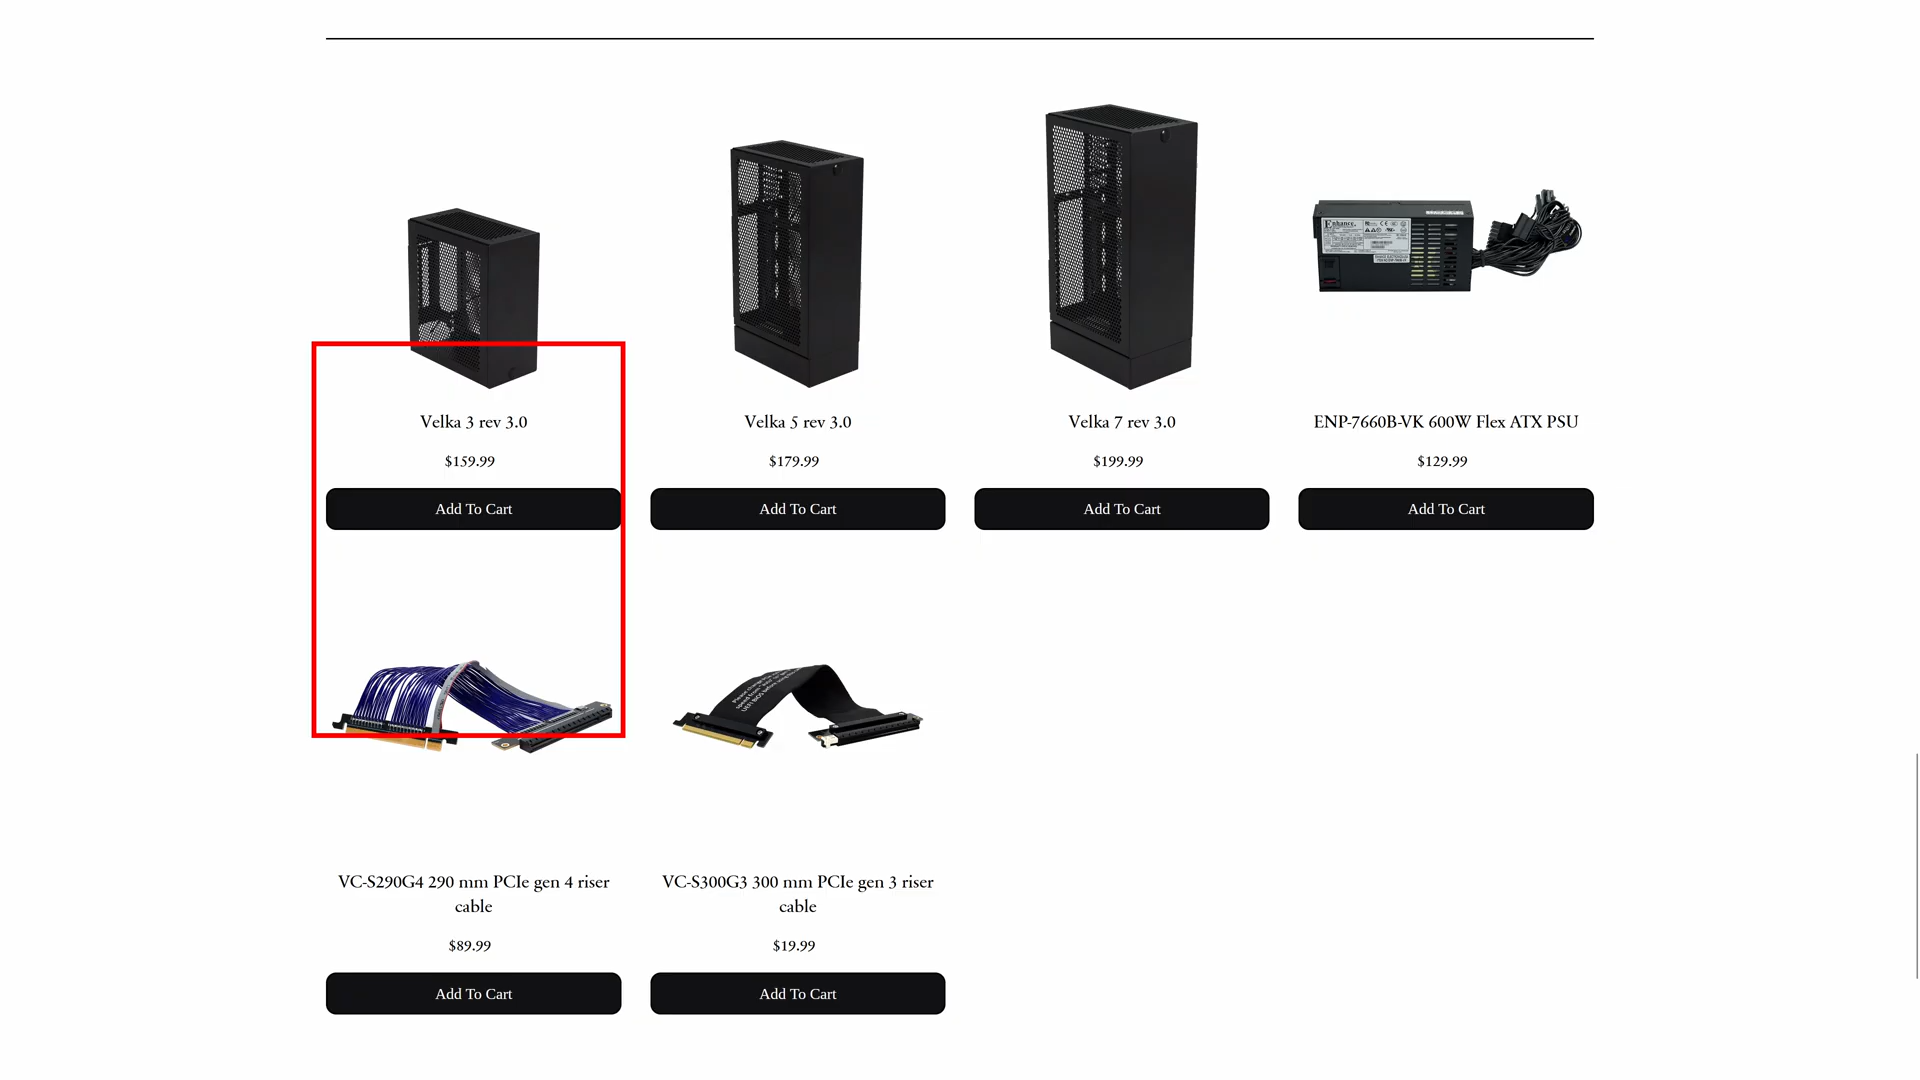 Enhance.
Velka 3 rev 3.0
$159.99
Add To Cart
Velka 5 rev 3.0
$179.99
Add To Cart
Velka 7 rev 3.0
$199.99
Add To Cart
ENP-7660B-VK 600W Flex ATX PSU
$129.99
Add To Cart
VC-S290G4 290 mm PCIe gen 4 riser
cable
$89.99
Add To Cart
VC-S300G3 300 mm PCIe gen 3 riser
cable
$19.99
Add To Cart